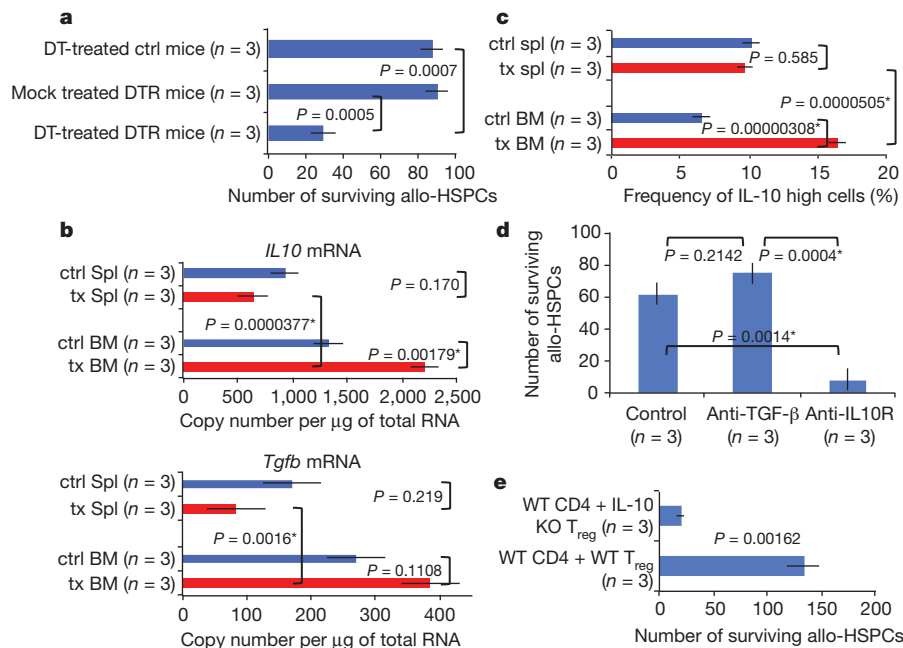 a
DT-treated ctrl mice (n = 3)
Mock treated DTR mice (n = 3)
DT-treated DTR mice (n = 3)
P = 0.0007
P = 0.0005
0 20 40 60 80 100
Number of surviving allo-HSPCs
b
IL10 mRNA
ctrl Spl (n = 3)
tx Spl (n = 3)
ctrl BM (n = 3)
tx BM (n = 3)
P = 0.170
P = 0.0000377*
P = 0.00179*
0 500 1,000 1,500 2,000 2,500
Copy number per µg of total RNA
Tgfb mRNA
ctrl Spl (n = 3)
tx Spl (n = 3)
ctrl BM (n = 3)
tx BM (n = 3)
P = 0.219
P = 0.0016*
P = 0.1108
0 100 200 300 400
Copy number per µg of total RNA
c
ctrl spl (n = 3)
tx spl (n = 3)
ctrl BM (n = 3)
tx BM (n = 3)
P = 0.585
P = 0.0000505*
P = 0.00000308*
0 5 10 15 20
Frequency of IL-10 high cells (%)
d
Number of surviving
allo-HSPCs
100
80
60
40
20
0
P = 0.2142
P = 0.0004*
P = 0.0014*
Control
(n = 3)
Anti-TGF-β
(n = 3)
Anti-IL10R
(n = 3)
e
WT CD4 + IL-10
KO Treg (n = 3)
P = 0.00162
WT CD4 + WT Treg
(n = 3)
0 50 100 150 200
Number of surviving allo-HSPCs